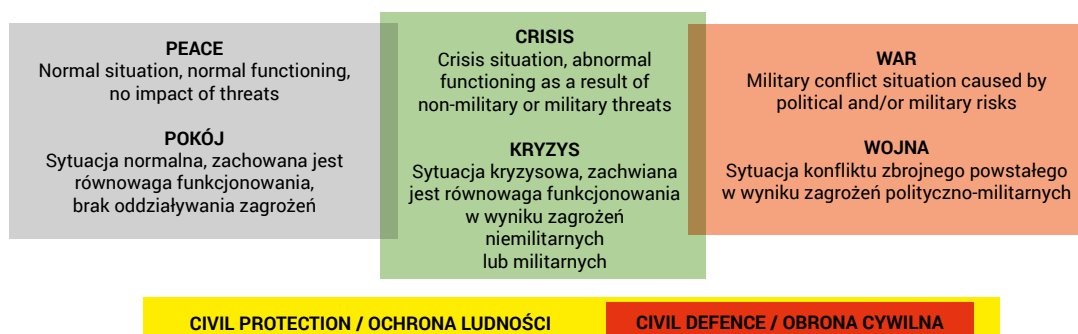 PEACE
Normal situation, normal functioning,
no impact of threats
POKÓJ
Sytuacja normalna, zachowana jest
równowaga funkcjonowania,
brak oddziaływania zagrożeń
CRISIS
Crisis situation, abnormal
functioning as a result of
non-military or military threats
KRYZYS
Sytuacja kryzysowa, zachwiana
jest równowaga funkcjonowania
w wyniku zagrożeń
niemilitarnych
lub militarnych
WAR
Military conflict situation caused by
political and/or military risks
WOJNA
Sytuacja konfliktu zbrojnego powstałego
w wyniku zagrożeń polityczno-militarnych
CIVIL PROTECTION / OCHRONA LUDNOŚCI
CIVIL DEFENCE / OBRONA CYWILNA